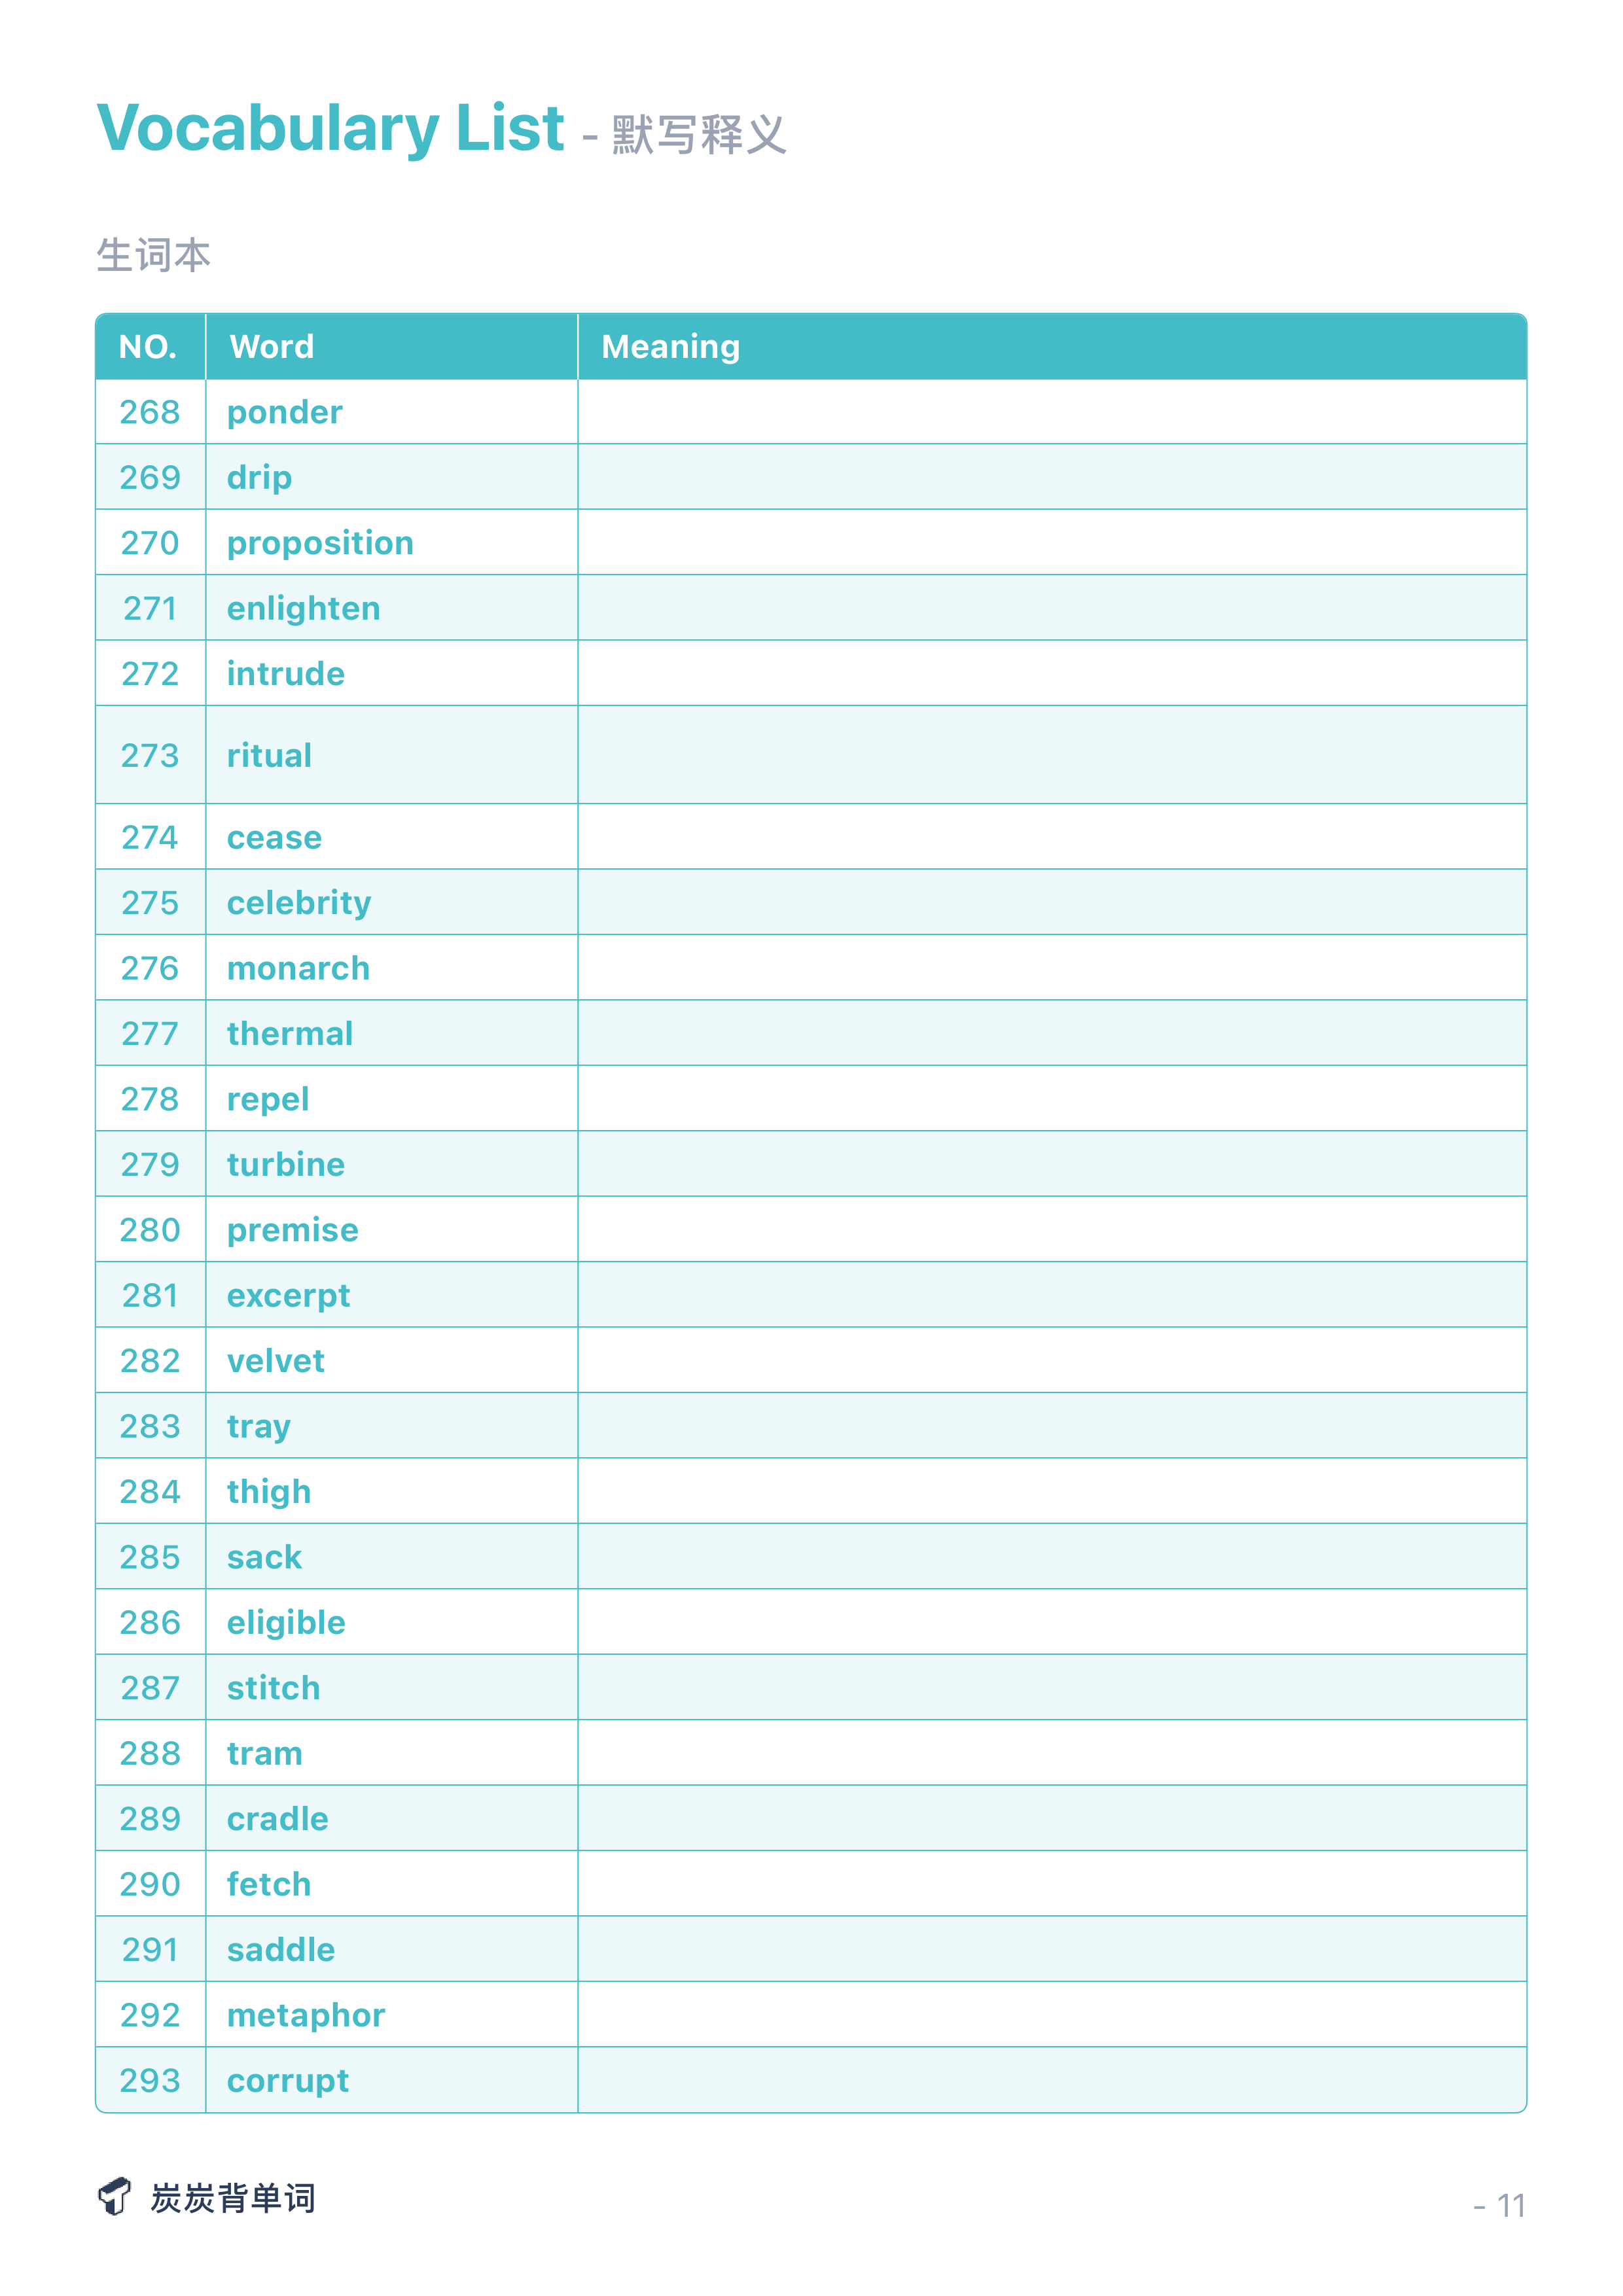 Vocabulary List - 默写释义
生词本
NO. Word Meaning
268 ponder
269 drip
270 proposition
271 enlighten
272 intrude
273 ritual
274 cease
275 celebrity
276 monarch
277 thermal
278 repel
279 turbine
280 premise
281 excerpt
282 velvet
283 tray
284 thigh
285 sack
286 eligible
287 stitch
288 tram
289 cradle
290 fetch
291 saddle
292 metaphor
293 corrupt
炭炭背单词
- 11